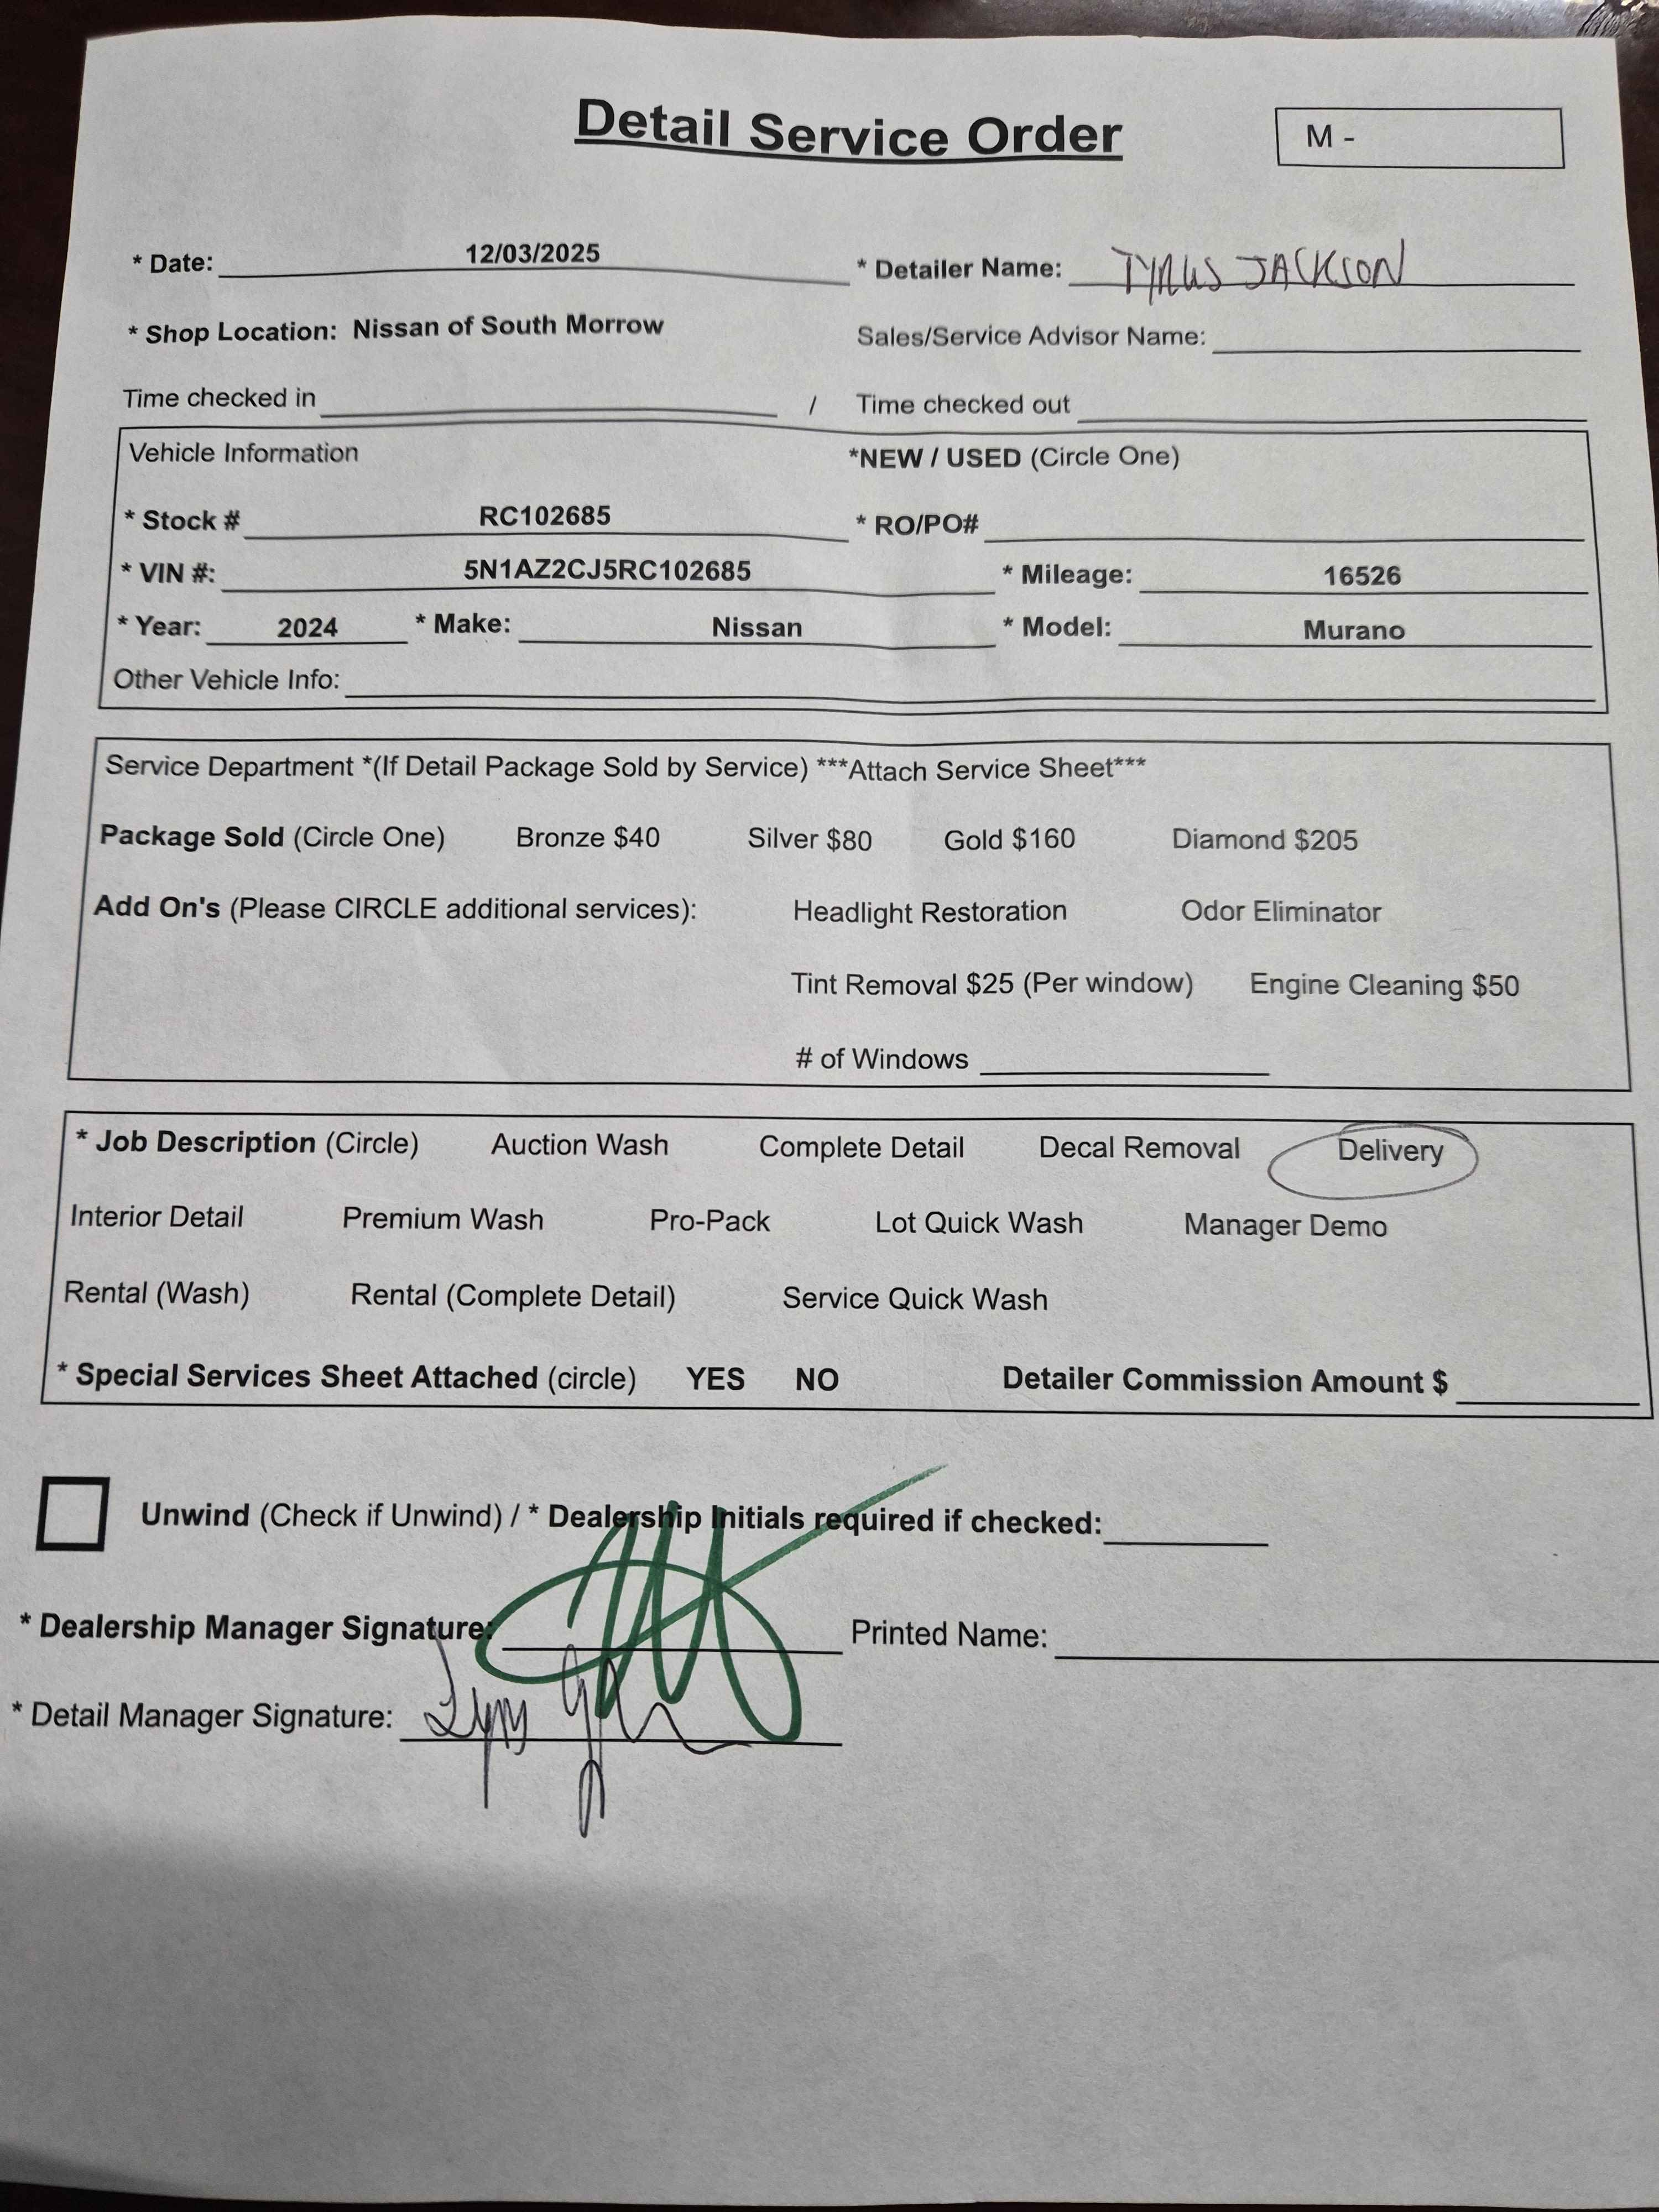 Detail Service Order
M -
* Date: 12/03/2025 * Detailer Name: TYRUS JACKSON
* Shop Location: Nissan of South Morrow Sales/Service Advisor Name:
Time checked in / Time checked out
Vehicle Information *NEW / USED (Circle One)
* Stock # RC102685 * RO/PO#
* VIN #: 5N1AZ2CJ5RC102685 * Mileage: 16526
* Year: 2024 * Make: Nissan * Model: Murano
Other Vehicle Info:
Service Department *(If Detail Package Sold by Service) ***Attach Service Sheet***
Package Sold (Circle One) Bronze $40 Silver $80 Gold $160 Diamond $205
Add On's (Please CIRCLE additional services): Headlight Restoration Odor Eliminator
Tint Removal $25 (Per window) Engine Cleaning $50
# of Windows
* Job Description (Circle) Auction Wash Complete Detail Decal Removal Delivery
Interior Detail Premium Wash Pro-Pack Lot Quick Wash Manager Demo
Rental (Wash) Rental (Complete Detail) Service Quick Wash
* Special Services Sheet Attached (circle) YES NO Detailer Commission Amount $
Unwind (Check if Unwind) / * Dealership Initials required if checked:
* Dealership Manager Signature: Printed Name:
* Detail Manager Signature: